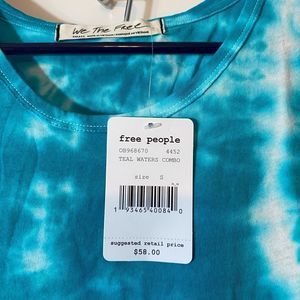 We The Free
free people
OB968670 4452
TEAL WATERS COMBO
size S
1 93465 40084 0
suggested retail price
$58.00